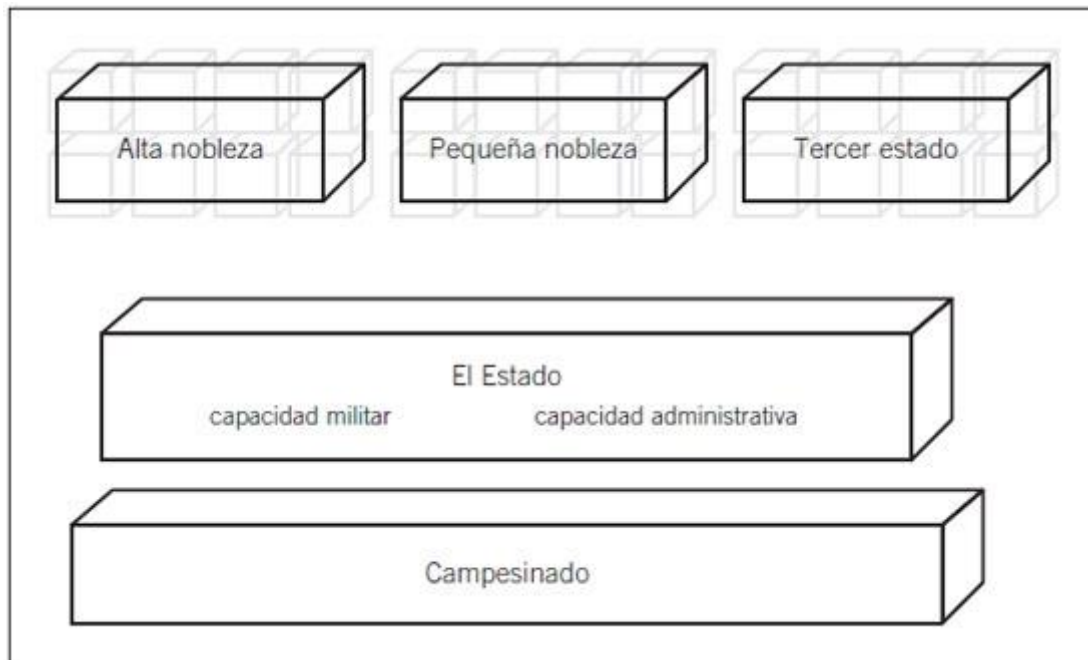 Alta nobleza
Pequeña nobleza
Tercer estado
El Estado
capacidad militar
capacidad administrativa
Campesinado